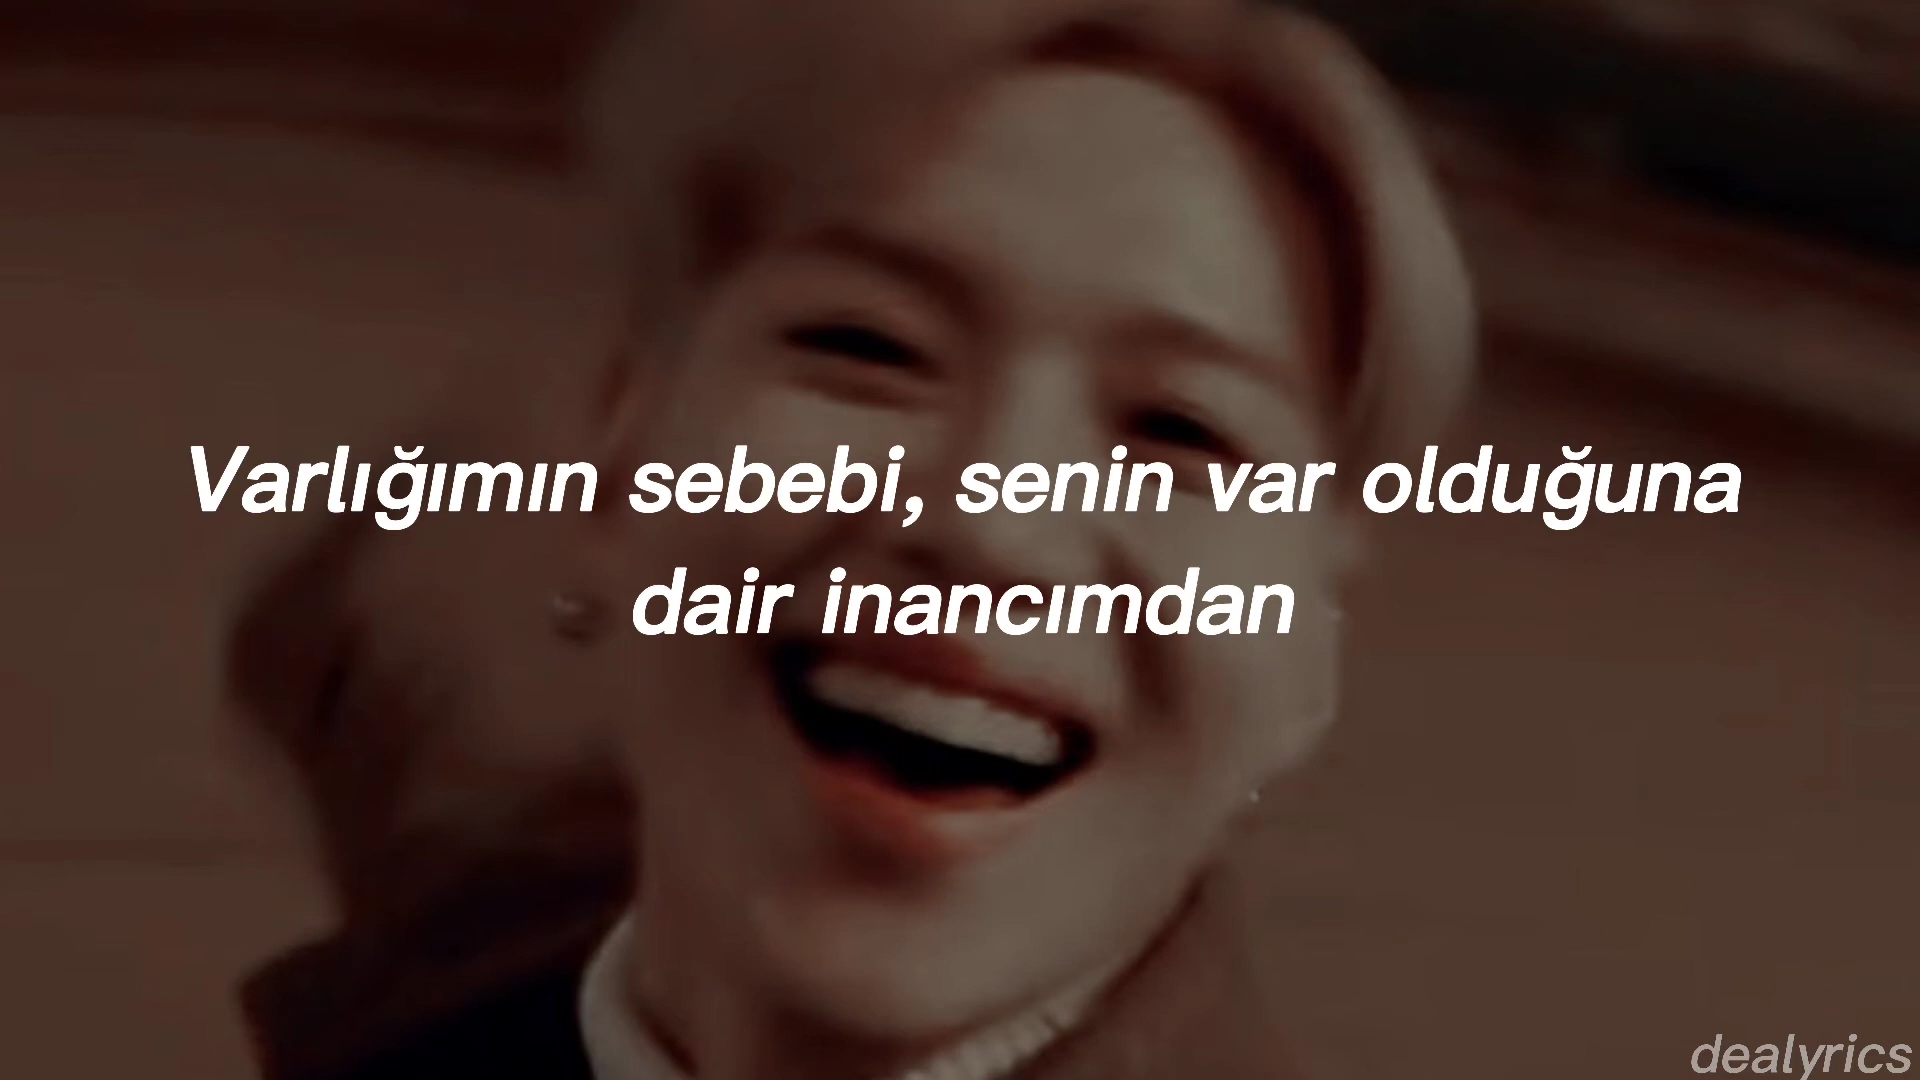 Varlığımın sebebi, senin var olduğuna
dair inancımdan
dealyrics